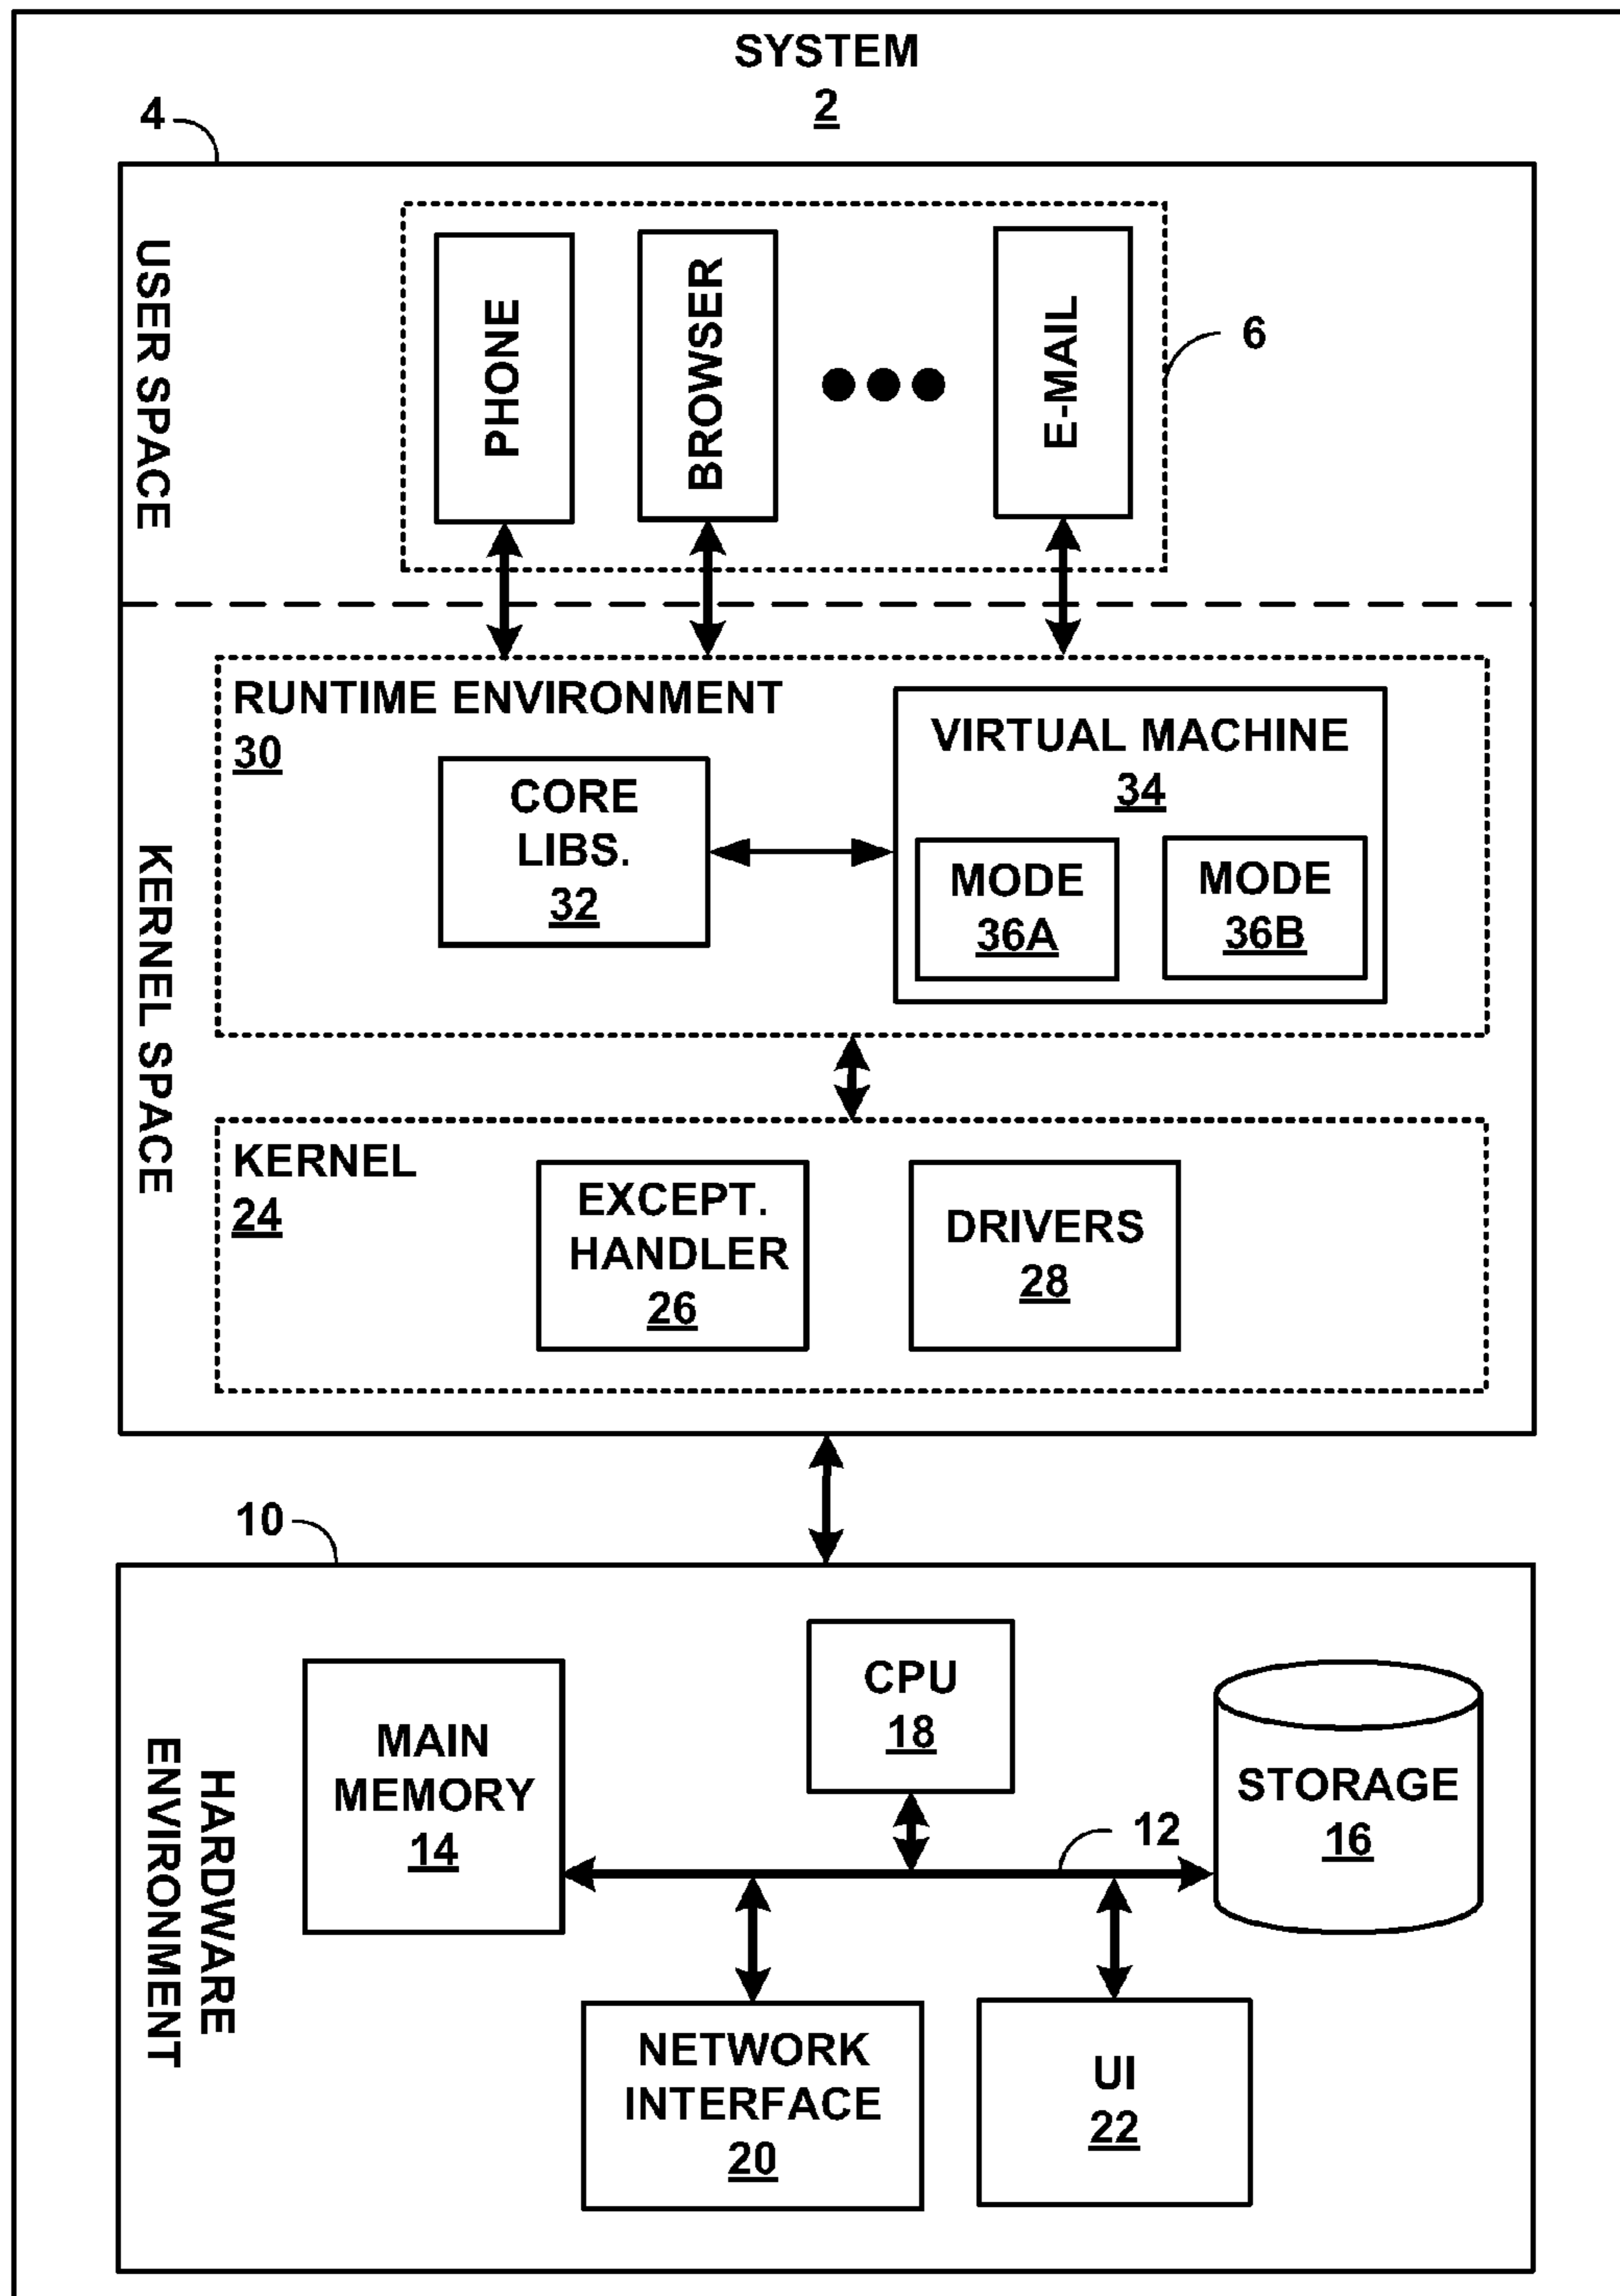 SYSTEM
2
4
USER SPACE
PHONE
BROWSER
E-MAIL
6
KERNEL SPACE
RUNTIME ENVIRONMENT
30
CORE
LIBS.
32
VIRTUAL MACHINE
34
MODE
36A
MODE
36B
KERNEL
24
EXCEPT.
HANDLER
26
DRIVERS
28
10
HARDWARE
ENVIRONMENT
MAIN
MEMORY
14
CPU
18
12
STORAGE
16
NETWORK
INTERFACE
20
UI
22